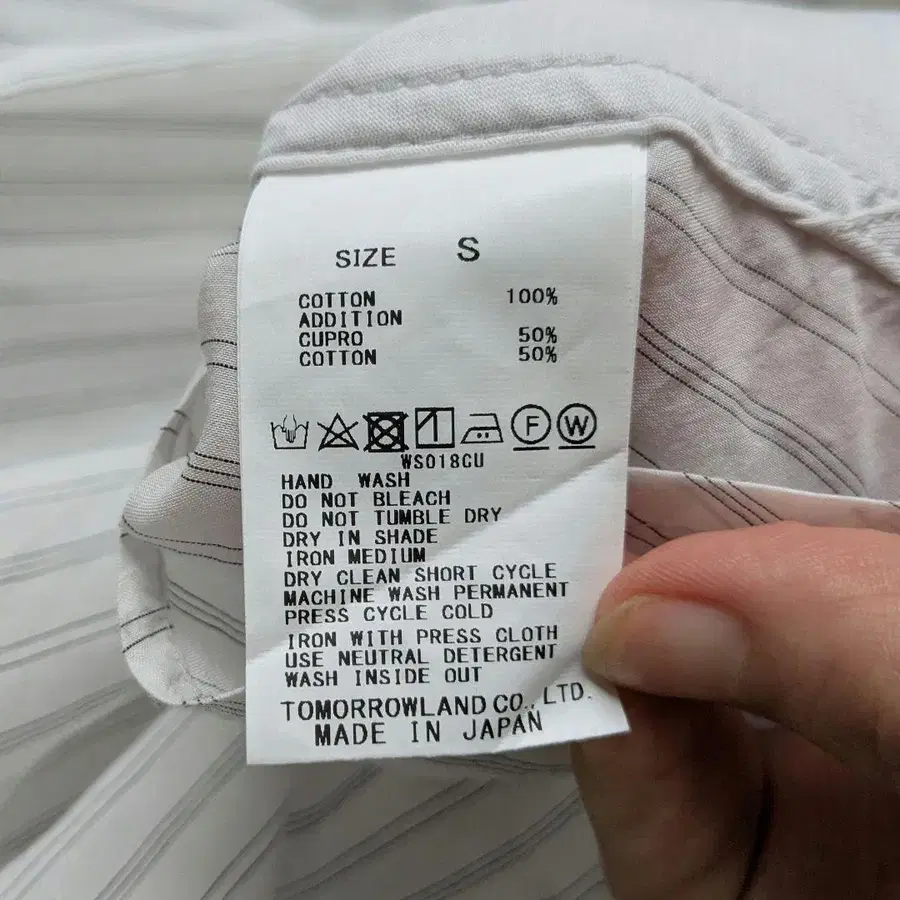 SIZE S
COTTON 100%
ADDITION
CUPRO 50%
COTTON 50%
F W
WS018CU
HAND WASH
DO NOT BLEACH
DO NOT TUMBLE DRY
DRY IN SHADE
IRON MEDIUM
DRY CLEAN SHORT CYCLE
MACHINE WASH PERMANENT
PRESS CYCLE COLD
IRON WITH PRESS CLOTH
USE NEUTRAL DETERGENT
WASH INSIDE OUT
TOMORROWLAND CO., LTD.
MADE IN JAPAN